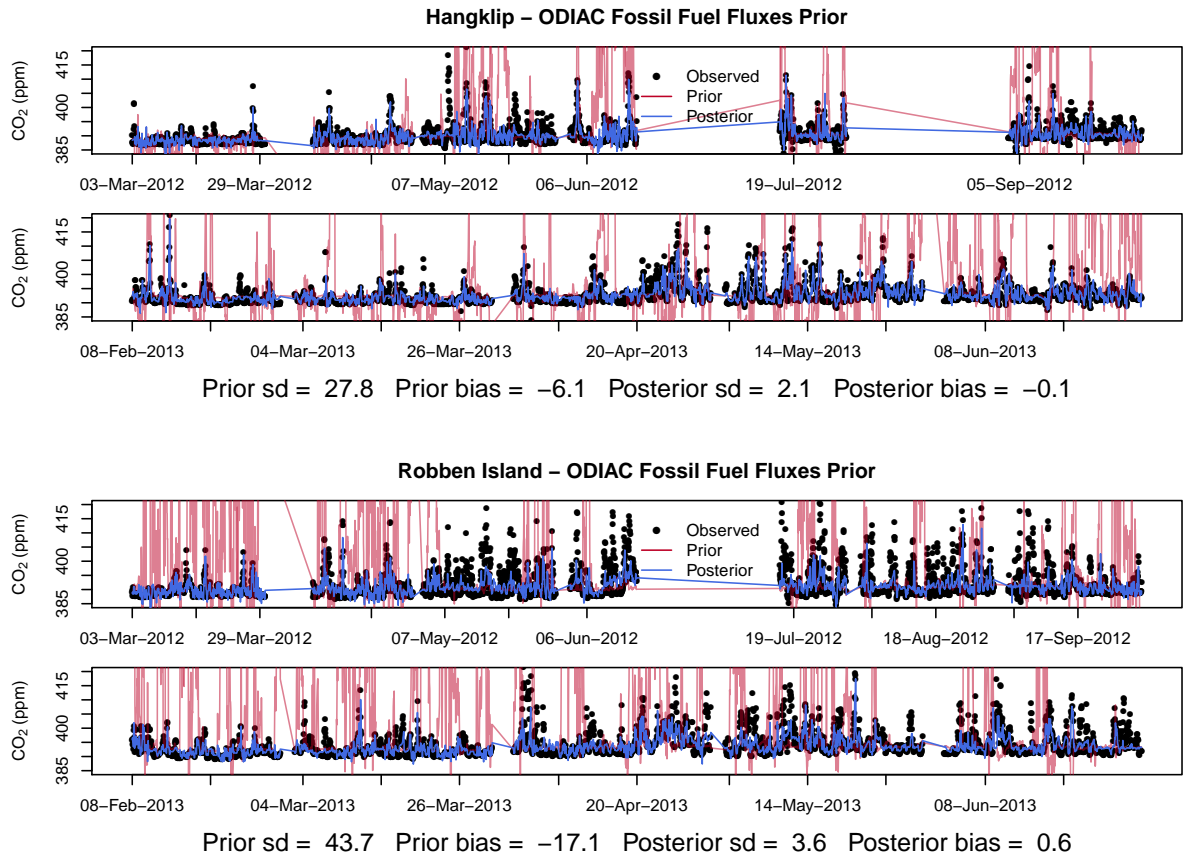 Hangklip – ODIAC Fossil Fuel Fluxes Prior
CO2 (ppm)
385 400 415
Observed
Prior
Posterior
03–Mar–2012 29–Mar–2012 07–May–2012 06–Jun–2012 19–Jul–2012 05–Sep–2012
CO2 (ppm)
385 400 415
08–Feb–2013 04–Mar–2013 26–Mar–2013 20–Apr–2013 14–May–2013 08–Jun–2013
Prior sd = 27.8 Prior bias = −6.1 Posterior sd = 2.1 Posterior bias = −0.1
Robben Island – ODIAC Fossil Fuel Fluxes Prior
CO2 (ppm)
385 400 415
Observed
Prior
Posterior
03–Mar–2012 29–Mar–2012 07–May–2012 06–Jun–2012 19–Jul–2012 18–Aug–2012 17–Sep–2012
CO2 (ppm)
385 400 415
08–Feb–2013 04–Mar–2013 26–Mar–2013 20–Apr–2013 14–May–2013 08–Jun–2013
Prior sd = 43.7 Prior bias = −17.1 Posterior sd = 3.6 Posterior bias = 0.6